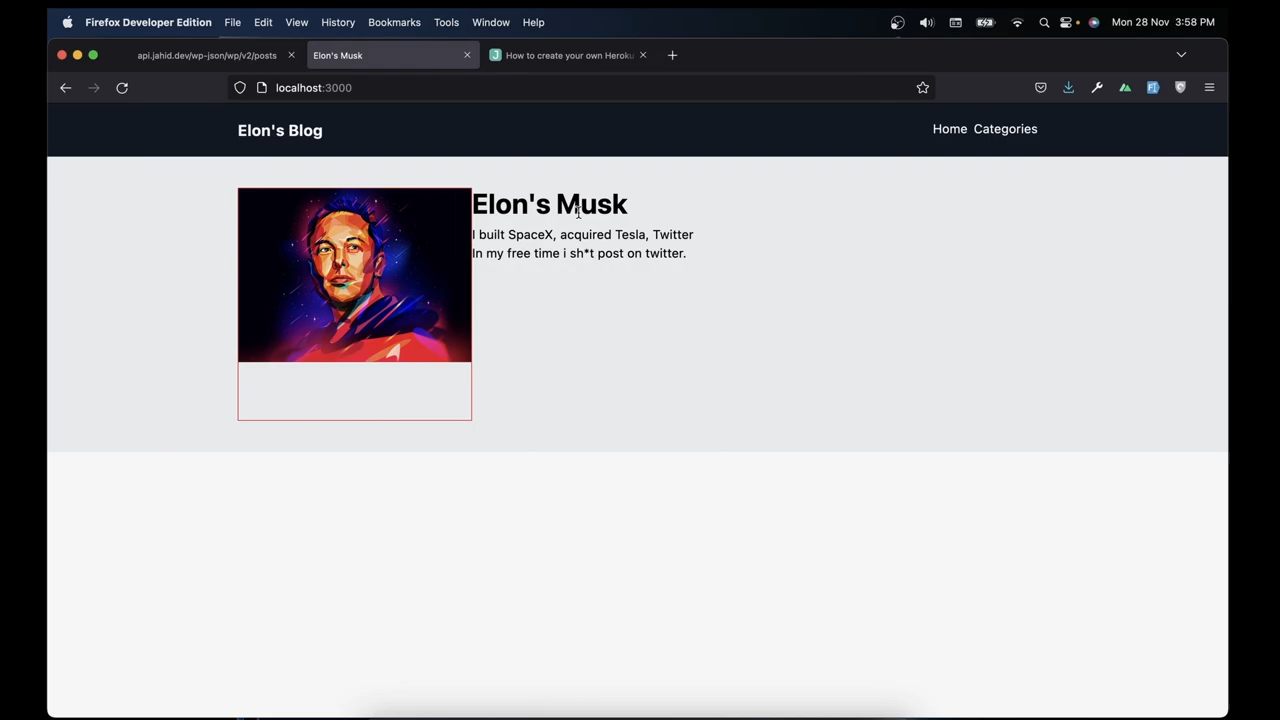 Firefox Developer Edition File Edit View History Bookmarks Tools Window Help Mon 28 Nov 3:58 PM
api.jahid.dev/wp-json/wp/v2/posts Elon's Musk How to create your own Heroku
localhost:3000
Elon's Blog Home Categories
Elon's Musk
I built SpaceX, acquired Tesla, Twitter
In my free time i sh*t post on twitter.